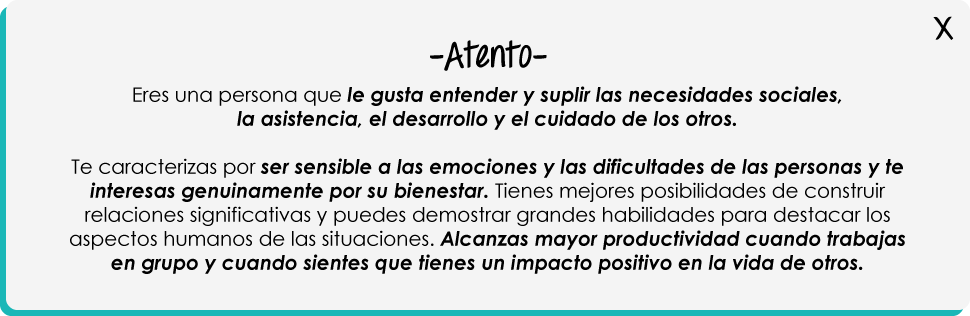 X
-Atento-
Eres una persona que le gusta entender y suplir las necesidades sociales,
la asistencia, el desarrollo y el cuidado de los otros.
Te caracterizas por ser sensible a las emociones y las dificultades de las personas y te
interesas genuinamente por su bienestar. Tienes mejores posibilidades de construir
relaciones significativas y puedes demostrar grandes habilidades para destacar los
aspectos humanos de las situaciones. Alcanzas mayor productividad cuando trabajas
en grupo y cuando sientes que tienes un impacto positivo en la vida de otros.